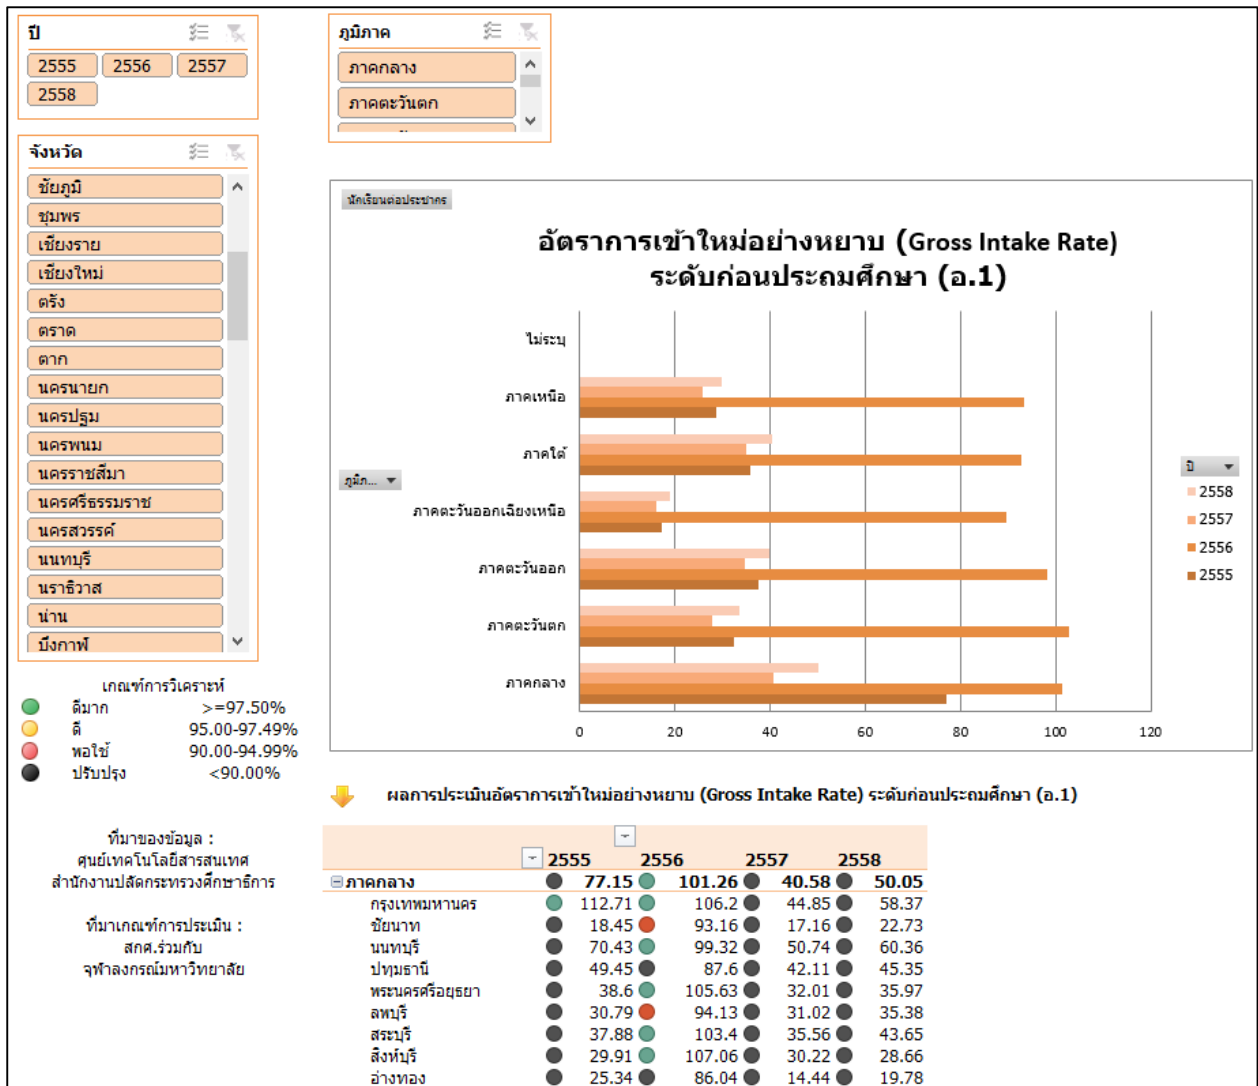 ปี
2555 2556 2557
2558
ภูมิภาค
ภาคกลาง
ภาคตะวันตก
จังหวัด
ชัยภูมิ
ชุมพร
เชียงราย
เชียงใหม่
ตรัง
ตราด
ตาก
นครนายก
นครปฐม
นครพนม
นครราชสีมา
นครศรีธรรมราช
นครสวรรค์
นนทบุรี
นราธิวาส
น่าน
บึงกาฬ
เกณฑ์การวิเคราะห์
ดีมาก >=97.50%
ดี 95.00-97.49%
พอใช้ 90.00-94.99%
ปรับปรุง <90.00%
ที่มาของข้อมูล :
ศูนย์เทคโนโลยีสารสนเทศ
สำนักงานปลัดกระทรวงศึกษาธิการ
ที่มาเกณฑ์การประเมิน :
สกศ.ร่วมกับ
จุฬาลงกรณ์มหาวิทยาลัย
นักเรียนต่อประชากร
อัตราการเข้าใหม่อย่างหยาบ (Gross Intake Rate)
ระดับก่อนประถมศึกษา (อ.1)
ไม่ระบุ
ภาคเหนือ
ภาคใต้
ภูมิภ...
ภาคตะวันออกเฉียงเหนือ
ภาคตะวันออก
ภาคตะวันตก
ภาคกลาง
0 20 40 60 80 100 120
ปี
2558
2557
2556
2555
ผลการประเมินอัตราการเข้าใหม่อย่างหยาบ (Gross Intake Rate) ระดับก่อนประถมศึกษา (อ.1)
2555 2556 2557 2558
ภาคกลาง 77.15 101.26 40.58 50.05
กรุงเทพมหานคร 112.71 106.2 44.85 58.37
ชัยนาท 18.45 93.16 17.16 22.73
นนทบุรี 70.43 99.32 50.74 60.36
ปทุมธานี 49.45 87.6 42.11 45.35
พระนครศรีอยุธยา 38.6 105.63 32.01 35.97
ลพบุรี 30.79 94.13 31.02 35.38
สระบุรี 37.88 103.4 35.56 43.65
สิงห์บุรี 29.91 107.06 30.22 28.66
อ่างทอง 25.34 86.04 14.44 19.78